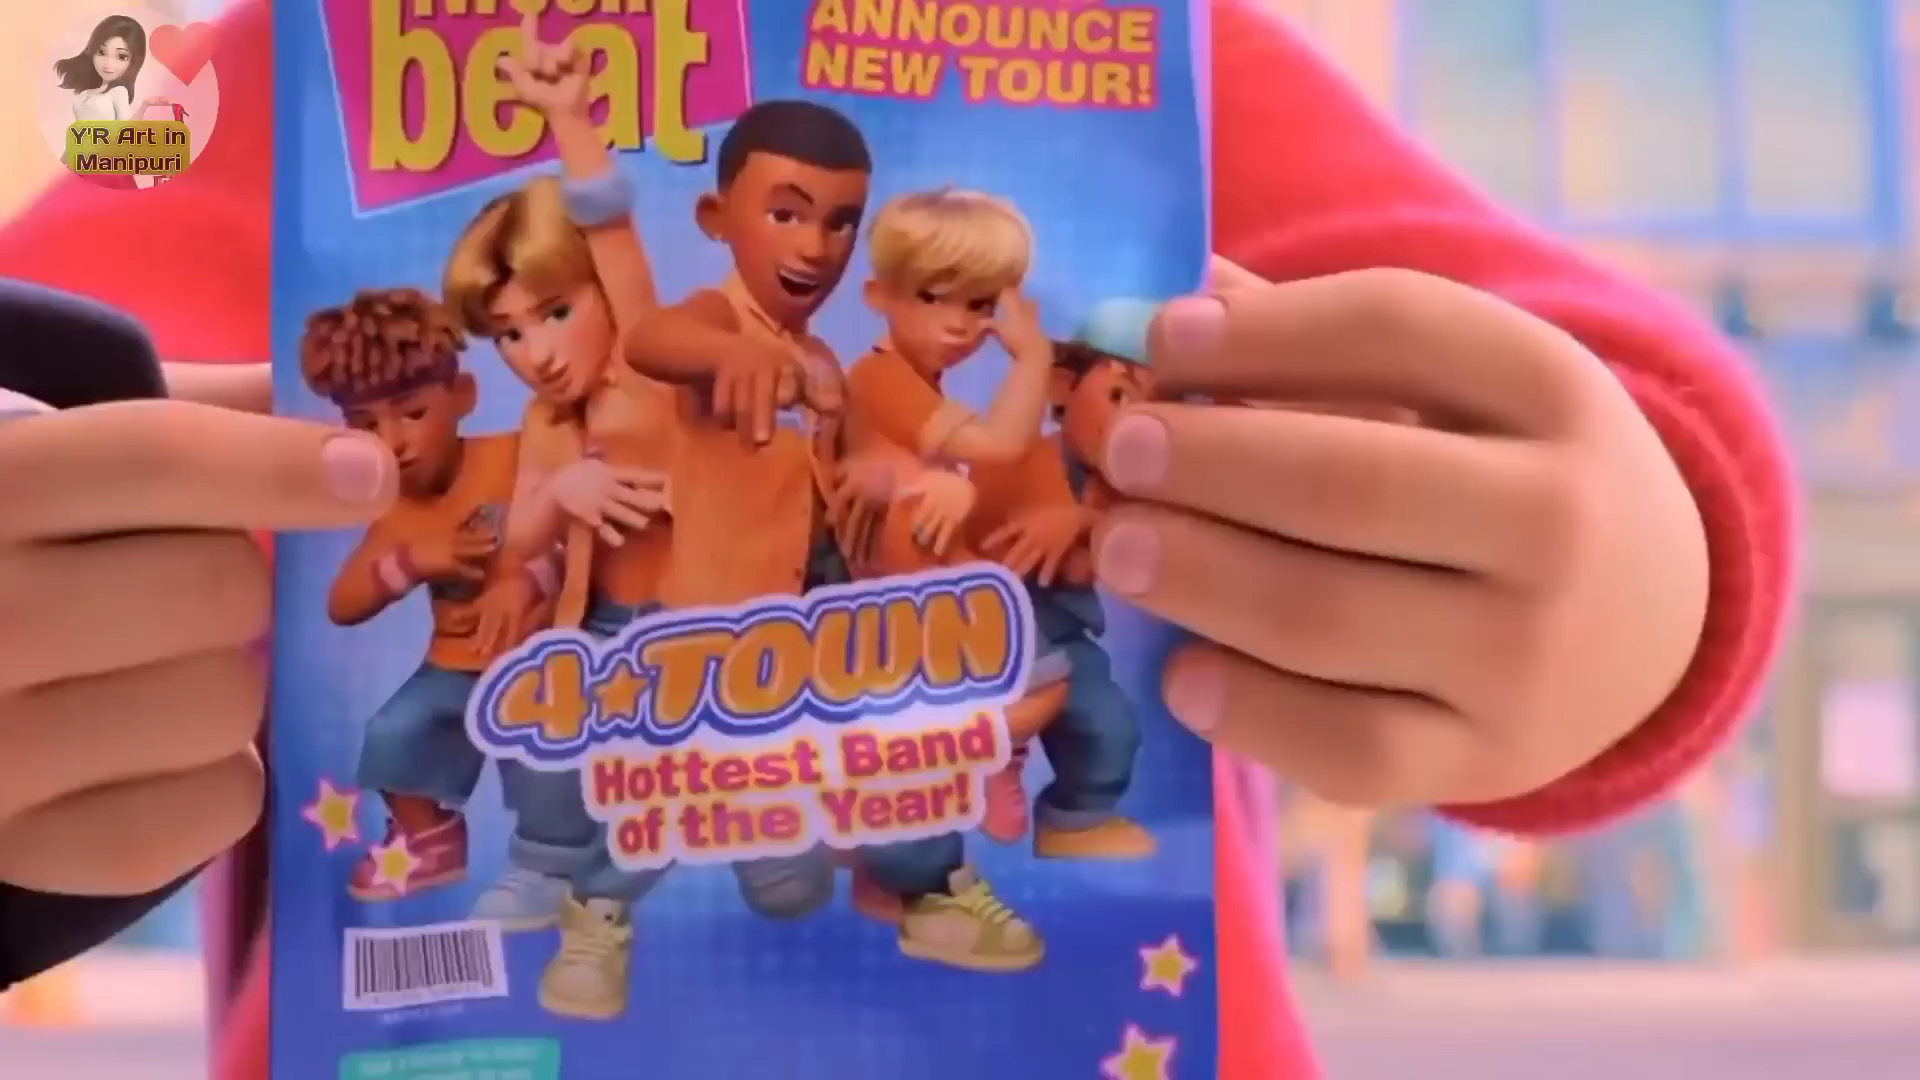 Y'R Art in
Manipuri
beat
ANNOUNCE
NEW TOUR!
4★TOWN
Hottest Band
of the Year!